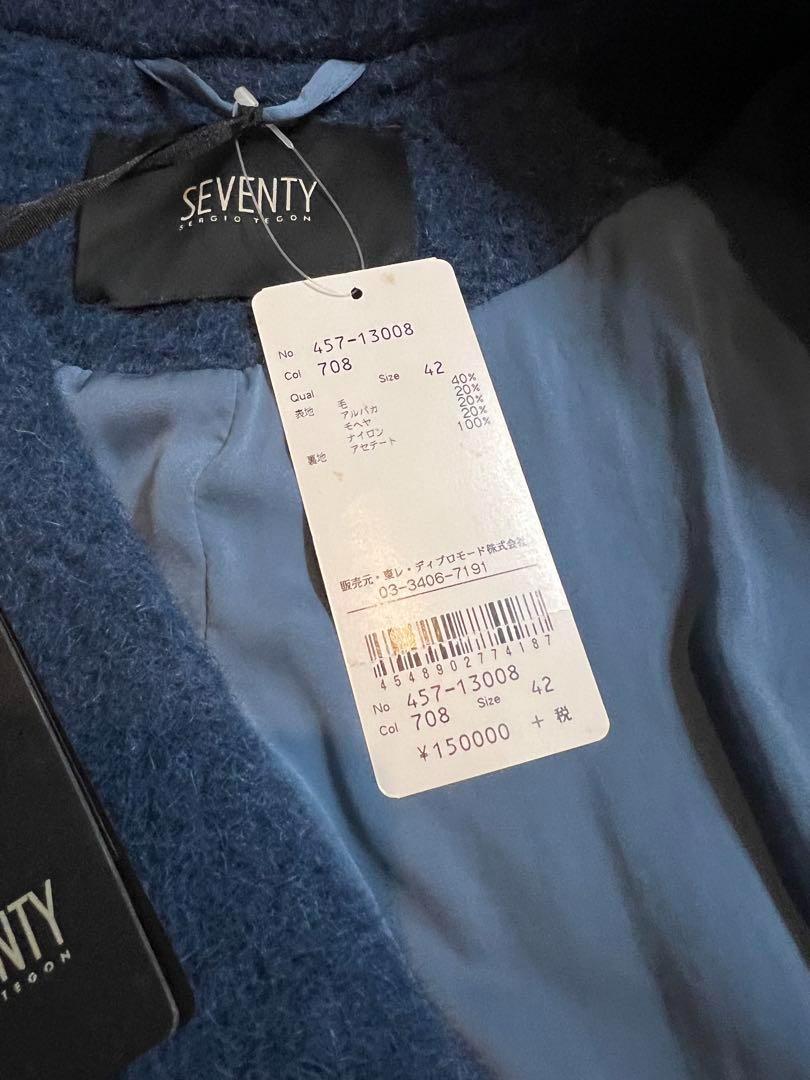 SEVENTY
SERGIO TEGON
No 457-13008
Col 708 Size 42
Qual
表地 毛 40%
アルパカ 20%
モヘヤ 20%
ナイロン 20%
裏地 アセテート 100%
販売元・東レ・ディプロモード株式会社
03-3406-7191
4548902774187
No 457-13008
Col 708 Size 42
¥150000 + 税
NTY
TEGON